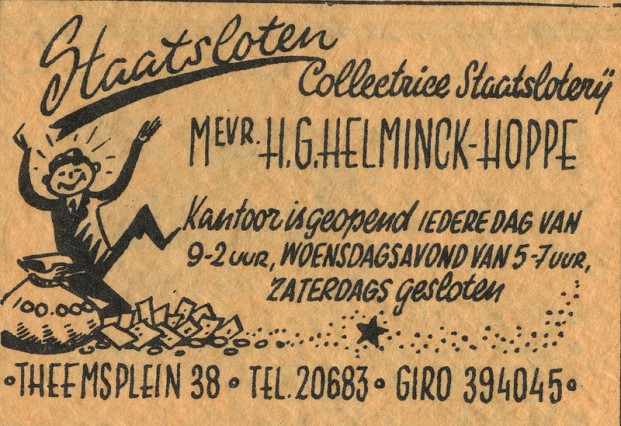 Staatsloten
Collectrice Staatsloterij
MEVR. H.G. HELMINCK-HOPPE
Kantoor is geopend IEDERE DAG VAN
9-2 UUR, WOENSDAGSAVOND VAN 5-7 UUR,
ZATERDAGS gesloten
100.000
• THEEMSPLEIN 38 • TEL. 20683 • GIRO 394045 •